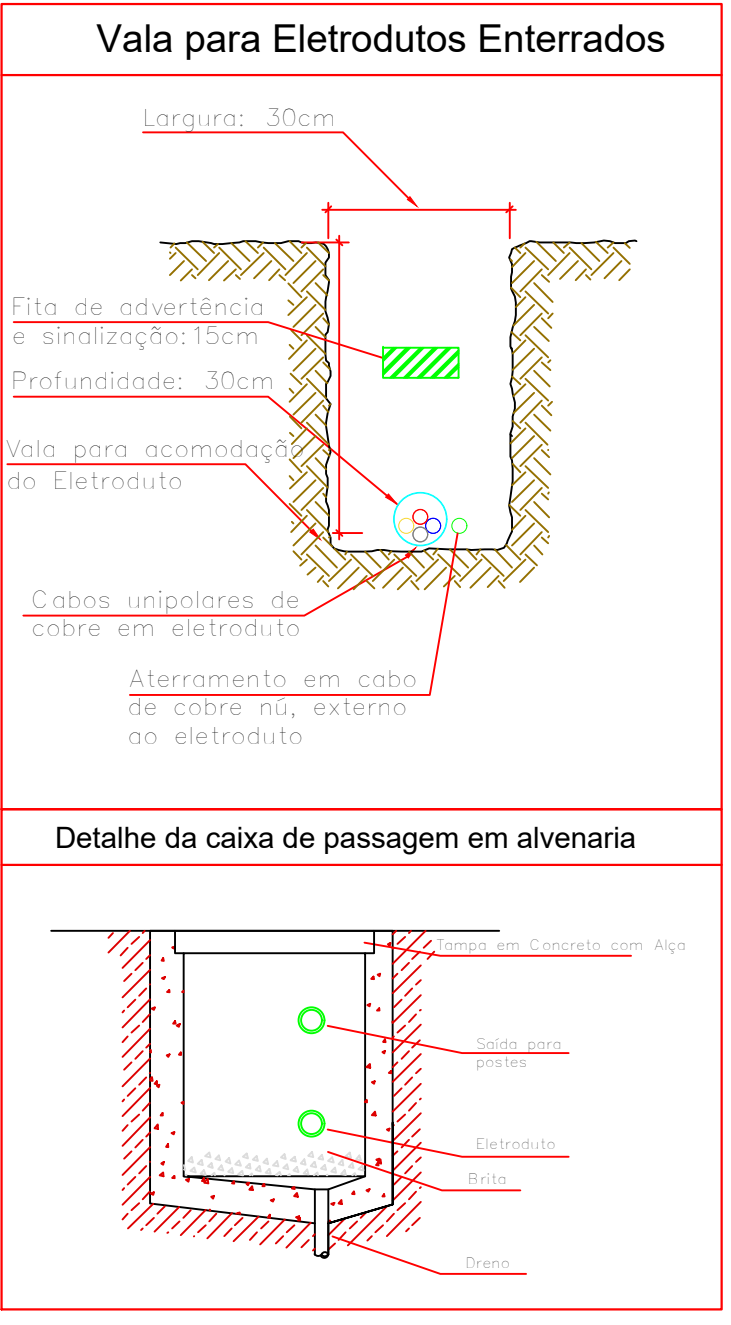 Vala para Eletrodutos Enterrados
Largura: 30cm
Fita de advertência
e sinalização:15cm
Profundidade: 30cm
Vala para acomodação
do Eletroduto
Cabos unipolares de
cobre em eletroduto
Aterramento em cabo
de cobre nú, externo
ao eletroduto
Detalhe da caixa de passagem em alvenaria
Tampa em Concreto com Alça
Saída para
postes
Eletroduto
Brita
Dreno